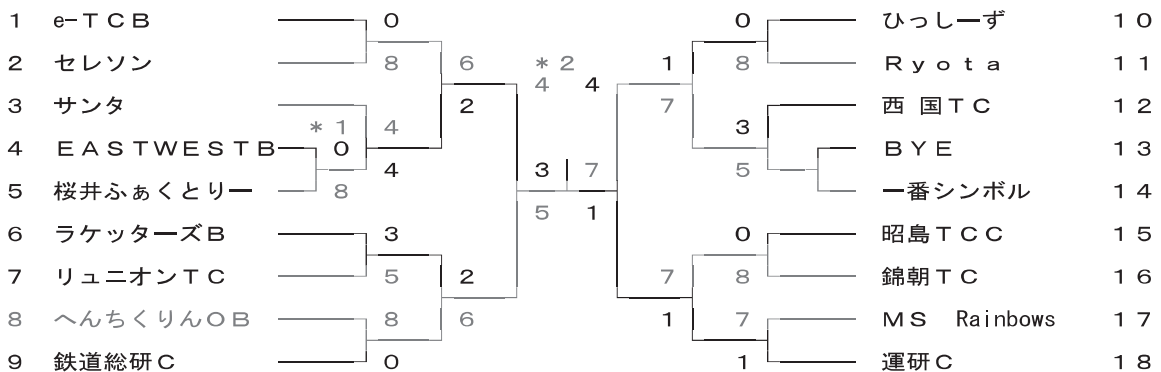 1 e-ＴＣＢ 0 0 ひっしーず 10
2 セレソン 8 6 ＊2 1 8 Ｒｙｏｔａ 11
3 サンタ 2 4 4 7 西 国ＴＣ 12
＊1 4 3
4 ＥＡＳＴＷＥＳＴＢ 0 ＢＹＥ 13
4 3 7 5
5 桜井ふぁくとりー 8 5 1 一番シンボル 14
6 ラケッターズＢ 3 0 昭島ＴＣＣ 15
7 リュニオンＴＣ 5 2 7 8 錦朝ＴＣ 16
8 へんちくりんＯＢ 8 6 1 7 ＭＳ Rainbows 17
9 鉄道総研Ｃ 0 1 運研Ｃ 18